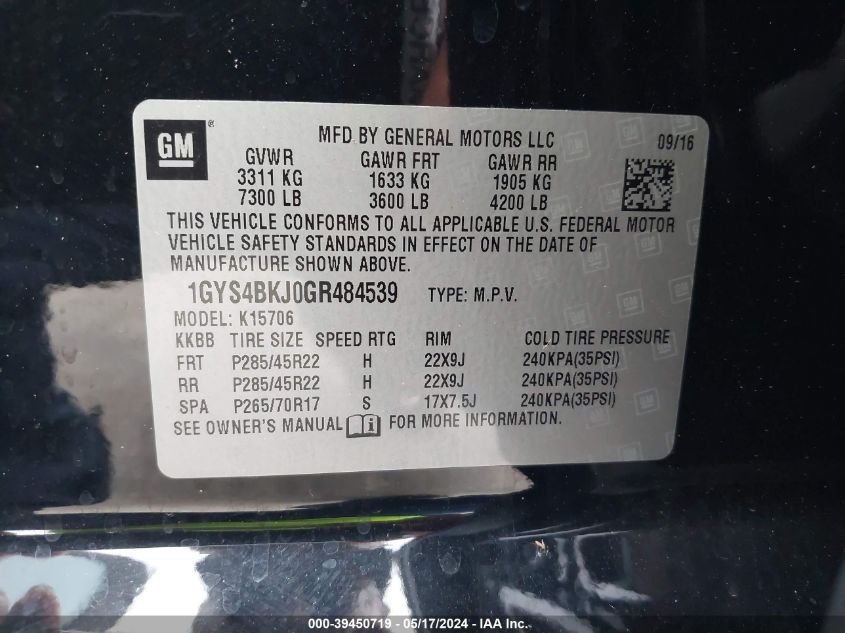 GM ®
MFD BY GENERAL MOTORS LLC 09/16
GVWR GAWR FRT GAWR RR
3311 KG 1633 KG 1905 KG
7300 LB 3600 LB 4200 LB
THIS VEHICLE CONFORMS TO ALL APPLICABLE U.S. FEDERAL MOTOR
VEHICLE SAFETY STANDARDS IN EFFECT ON THE DATE OF
MANUFACTURE SHOWN ABOVE.
1GYS4BKJ0GR484539 TYPE: M.P.V.
MODEL: K15706
KKBB TIRE SIZE SPEED RTG RIM COLD TIRE PRESSURE
FRT P285/45R22 H 22X9J 240KPA(35PSI)
RR P285/45R22 H 22X9J 240KPA(35PSI)
SPA P265/70R17 S 17X7.5J 240KPA(35PSI)
SEE OWNER'S MANUAL i FOR MORE INFORMATION.
000-39450719 - 05/17/2024 - IAA Inc.